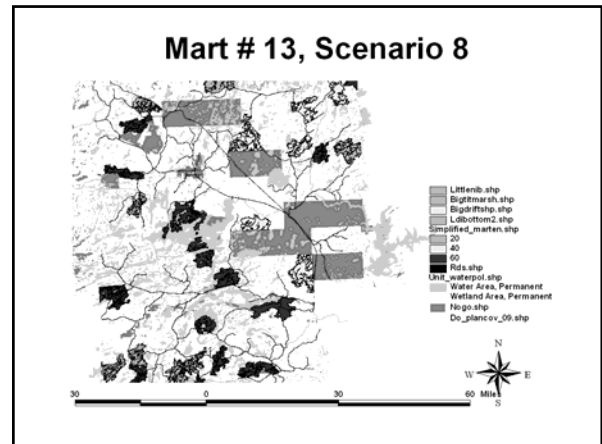 Mart # 13, Scenario 8
Littlenib.shp
Bigtitmarsh.shp
Bigdriftshp.shp
Ldibottom2.shp
Simplified_marten.shp
20
40
60
Rds.shp
Unit_waterpol.shp
Water Area, Permanent
Wetland Area, Permanent
Nogo.shp
Do_plancov_09.shp
N
W E
S
30 0 30 60 Miles